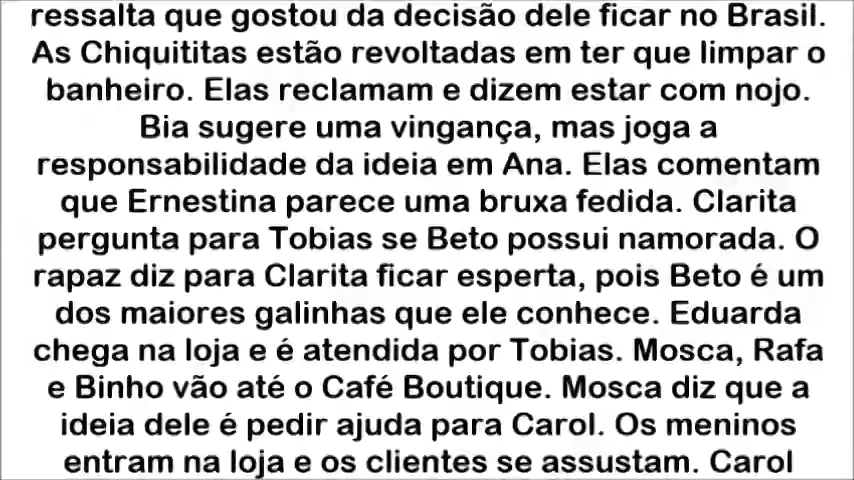 ressalta que gostou da decisão dele ficar no Brasil.
As Chiquititas estão revoltadas em ter que limpar o
banheiro. Elas reclamam e dizem estar com nojo.
Bia sugere uma vingança, mas joga a
responsabilidade da ideia em Ana. Elas comentam
que Ernestina parece uma bruxa fedida. Clarita
pergunta para Tobias se Beto possui namorada. O
rapaz diz para Clarita ficar esperta, pois Beto é um
dos maiores galinhas que ele conhece. Eduarda
chega na loja e é atendida por Tobias. Mosca, Rafa
e Binho vão até o Café Boutique. Mosca diz que a
ideia dele é pedir ajuda para Carol. Os meninos
entram na loja e os clientes se assustam. Carol